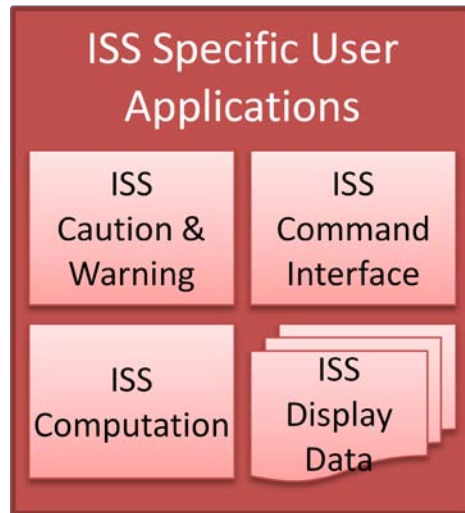 ISS Specific User
Applications
ISS
Caution &
Warning
ISS
Command
Interface
ISS
Computation
ISS
Display
Data